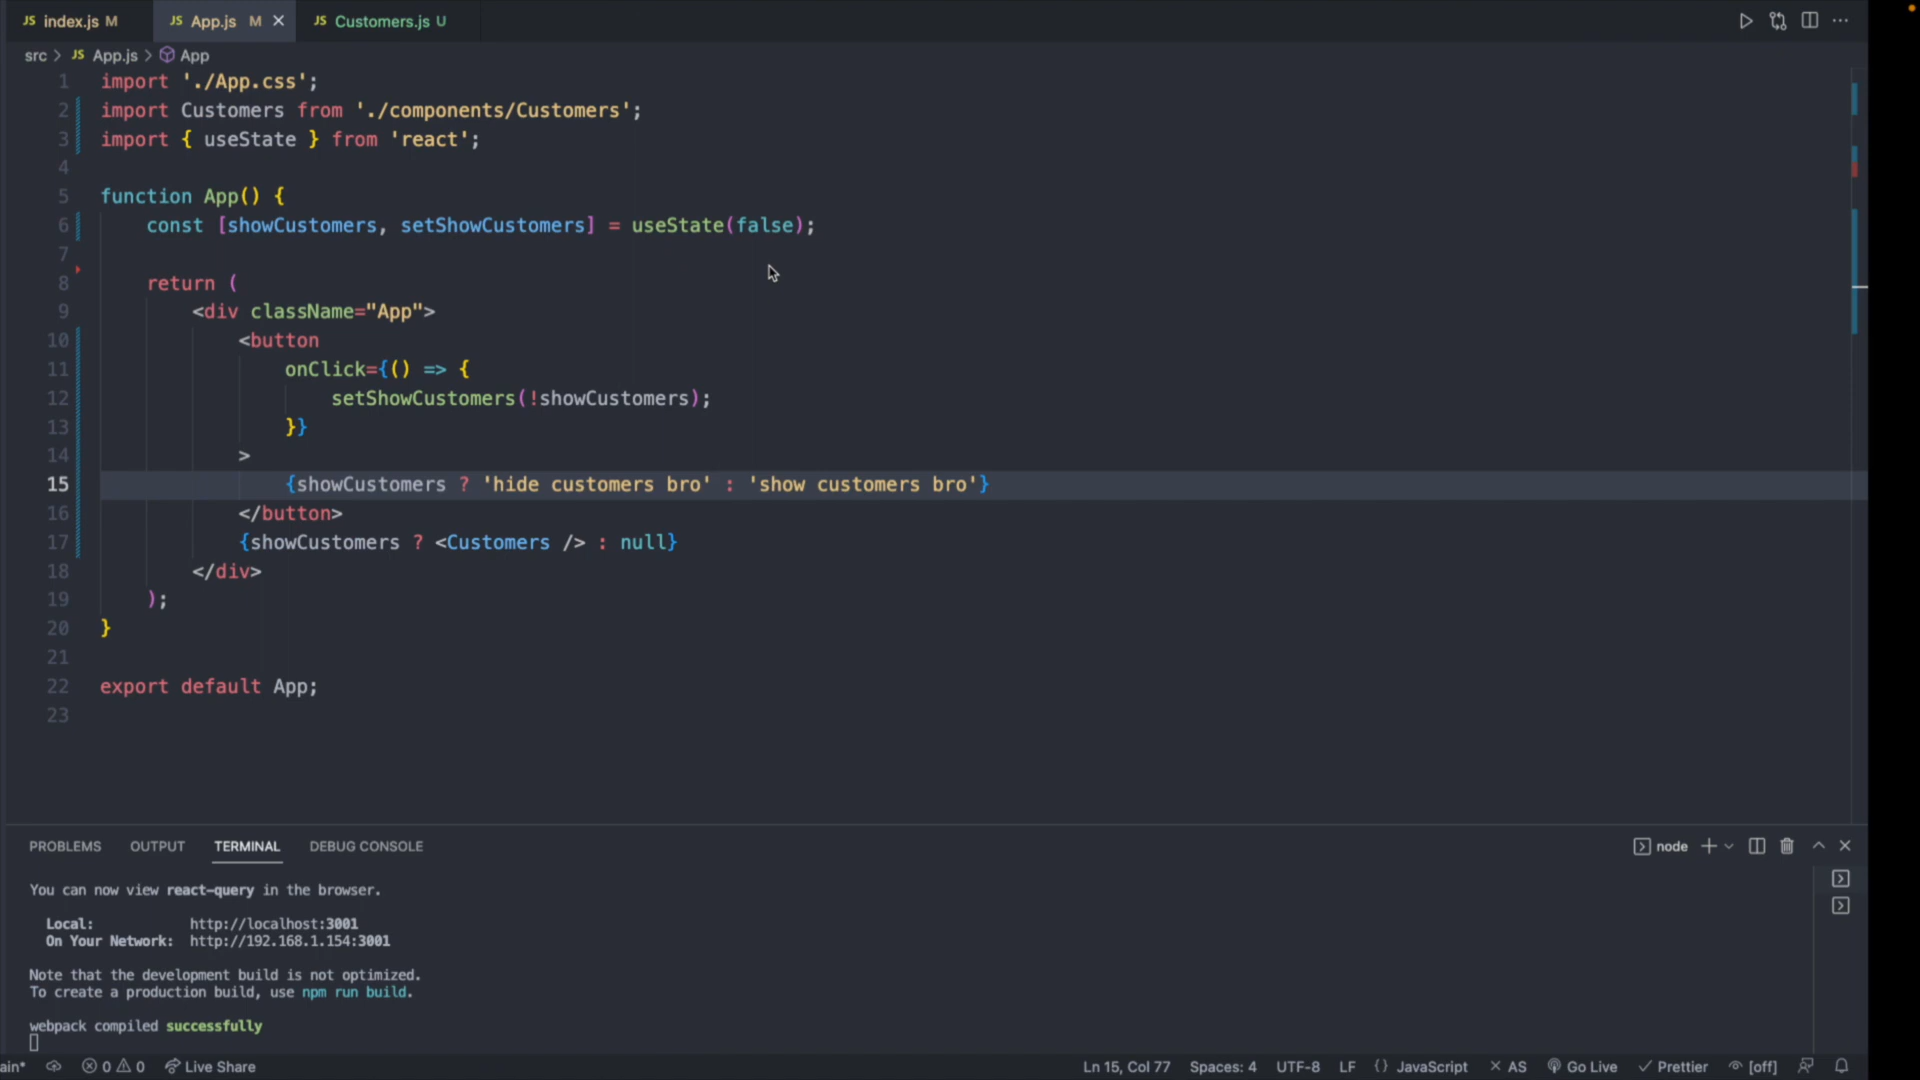 JS index.js M JS App.js M JS Customers.js U
src > JS App.js > App
1 import './App.css';
2 import Customers from './components/Customers';
3 import { useState } from 'react';
4
5 function App() {
6 const [showCustomers, setShowCustomers] = useState(false);
7
8 return (
9 <div className="App">
10 <button
11 onClick={() => {
12 setShowCustomers(!showCustomers);
13 }}
14 >
15 {showCustomers ? 'hide customers bro' : 'show customers bro'}
16 </button>
17 {showCustomers ? <Customers /> : null}
18 </div>
19 );
20 }
21
22 export default App;
23
PROBLEMS OUTPUT TERMINAL DEBUG CONSOLE node
You can now view react-query in the browser.
Local: http://localhost:3001
On Your Network: http://192.168.1.154:3001
Note that the development build is not optimized.
To create a production build, use npm run build.
webpack compiled successfully
ain* 0 0 Live Share Ln 15, Col 77 Spaces: 4 UTF-8 LF {} JavaScript AS Go Live Prettier [off]